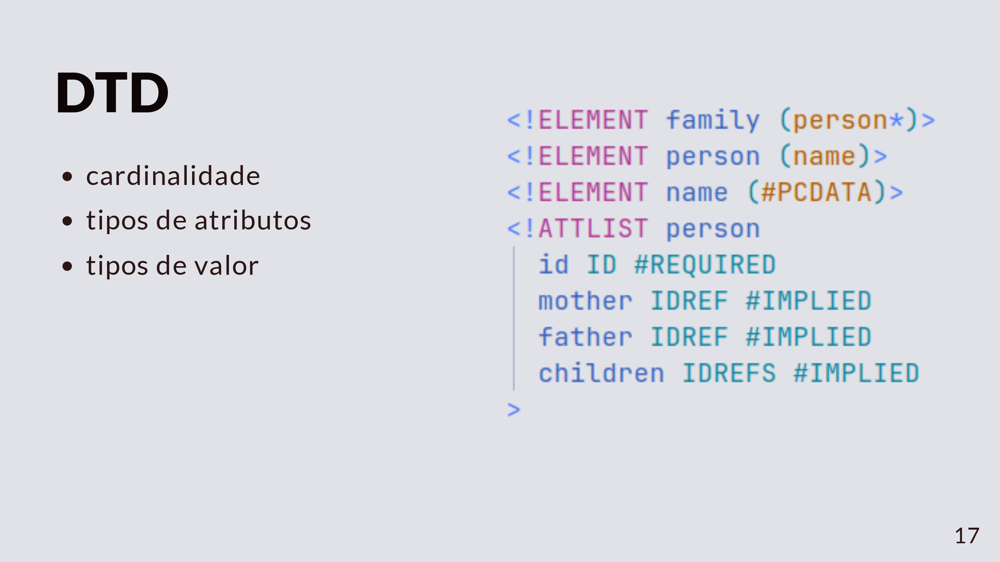 DTD
• cardinalidade
• tipos de atributos
• tipos de valor
<!ELEMENT family (person*)>
<!ELEMENT person (name)>
<!ELEMENT name (#PCDATA)>
<!ATTLIST person
  id ID #REQUIRED
  mother IDREF #IMPLIED
  father IDREF #IMPLIED
  children IDREFS #IMPLIED
>
17